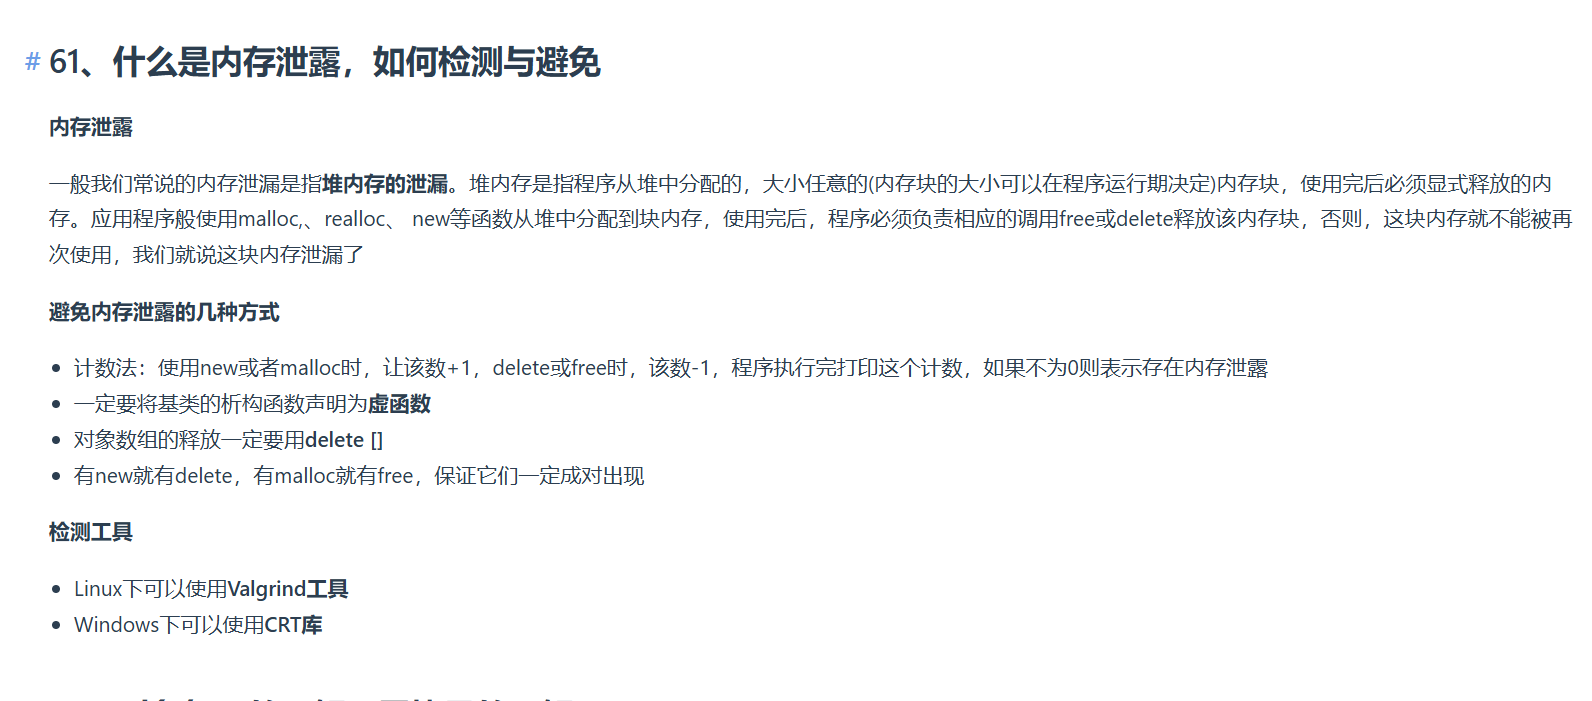 # 61、什么是内存泄露，如何检测与避免
内存泄露
一般我们常说的内存泄漏是指堆内存的泄漏。堆内存是指程序从堆中分配的，大小任意的(内存块的大小可以在程序运行期决定)内存块，使用完后必须显式释放的内
存。应用程序般使用malloc,、realloc、 new等函数从堆中分配到块内存，使用完后，程序必须负责相应的调用free或delete释放该内存块，否则，这块内存就不能被再
次使用，我们就说这块内存泄漏了
避免内存泄露的几种方式
• 计数法：使用new或者malloc时，让该数+1，delete或free时，该数-1，程序执行完打印这个计数，如果不为0则表示存在内存泄露
• 一定要将基类的析构函数声明为虚函数
• 对象数组的释放一定要用delete []
• 有new就有delete，有malloc就有free，保证它们一定成对出现
检测工具
• Linux下可以使用Valgrind工具
• Windows下可以使用CRT库